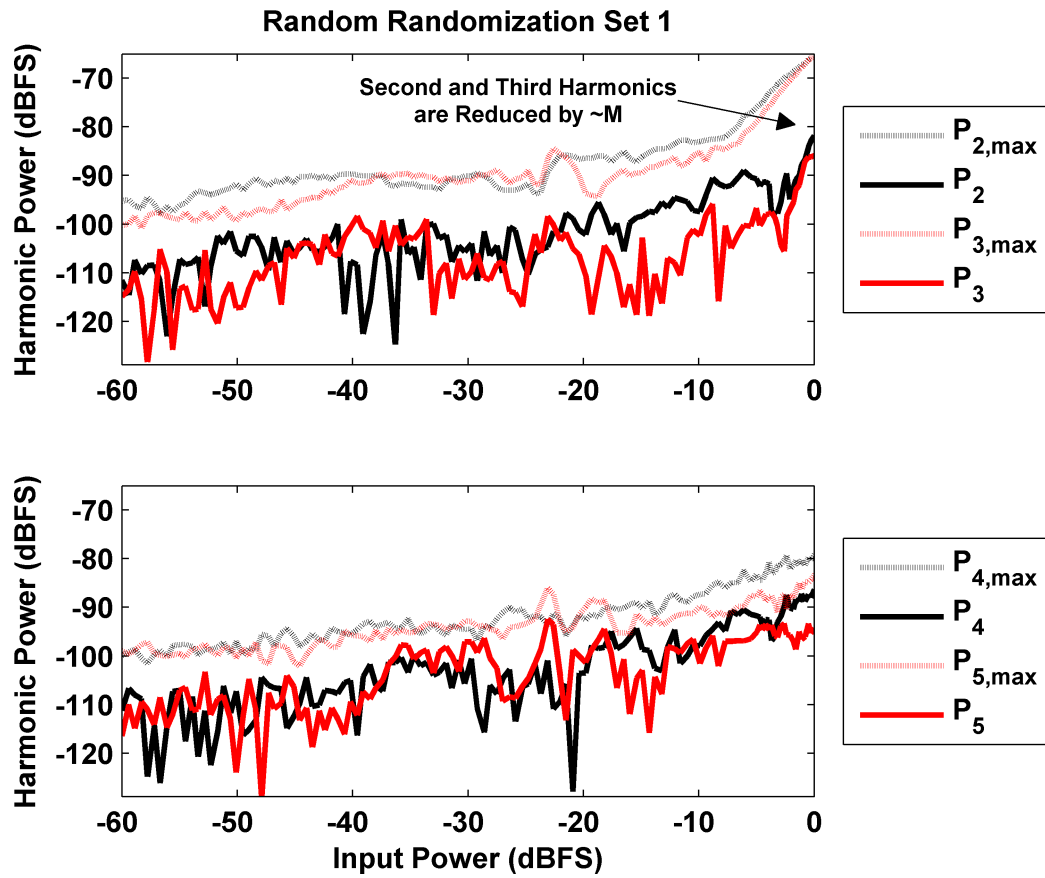 Random Randomization Set 1
Harmonic Power (dBFS)
-70
-80
-90
-100
-110
-120
Second and Third Harmonics
are Reduced by ~M
-60
-50
-40
-30
-20
-10
0
P2,max
P2
P3,max
P3
Harmonic Power (dBFS)
-70
-80
-90
-100
-110
-120
-60
-50
-40
-30
-20
-10
0
Input Power (dBFS)
P4,max
P4
P5,max
P5